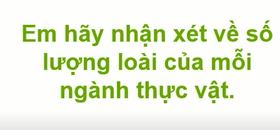 Em hãy nhận xét về số
lượng loài của mỗi
ngành thực vật.